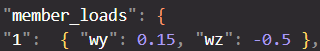 "member_loads": {
"1":  { "wy": 0.15, "wz": -0.5 },